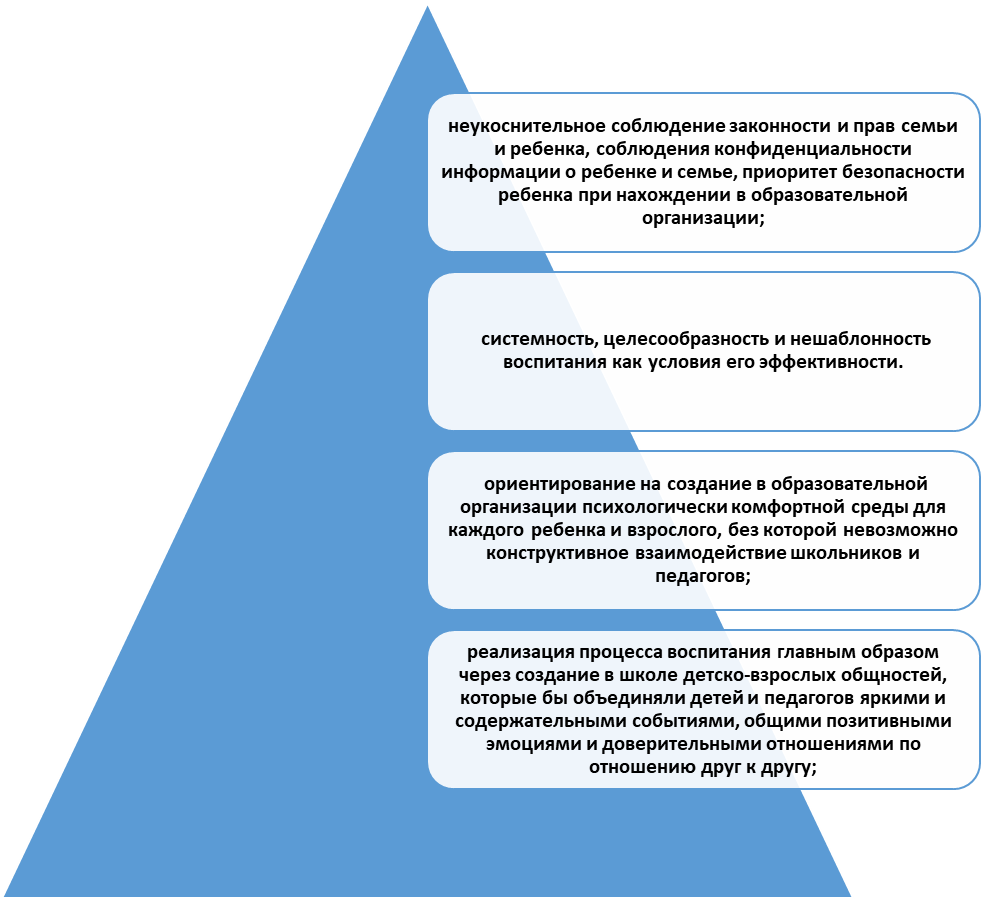 неукоснительное соблюдение законности и прав семьи
и ребенка, соблюдения конфиденциальности
информации о ребенке и семье, приоритет безопасности
ребенка при нахождении в образовательной
организации;
системность, целесообразность и нешаблонность
воспитания как условия его эффективности.
ориентирование на создание в образовательной
организации психологически комфортной среды для
каждого ребенка и взрослого, без которой невозможно
конструктивное взаимодействие школьников и
педагогов;
реализация процесса воспитания главным образом
через создание в школе детско-взрослых общностей,
которые бы объединяли детей и педагогов яркими и
содержательными событиями, общими позитивными
эмоциями и доверительными отношениями по
отношению друг к другу;